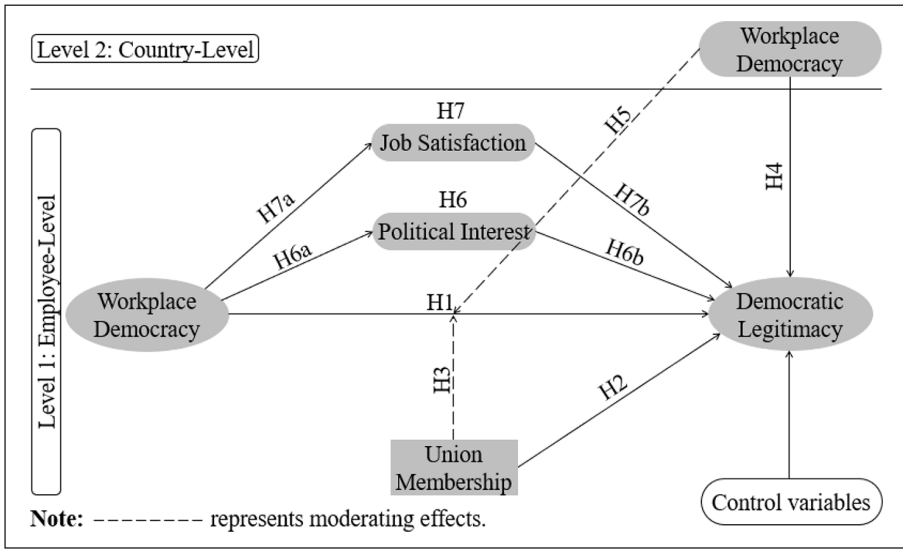 Level 2: Country-Level
Workplace
Democracy
H7
Job Satisfaction
H5
H4
H7a
H7b
H6
Political Interest
H6a
H6b
Level 1: Employee-Level
Workplace
Democracy
H1
Democratic
Legitimacy
H3
H2
Union
Membership
Control variables
Note: -------- represents moderating effects.